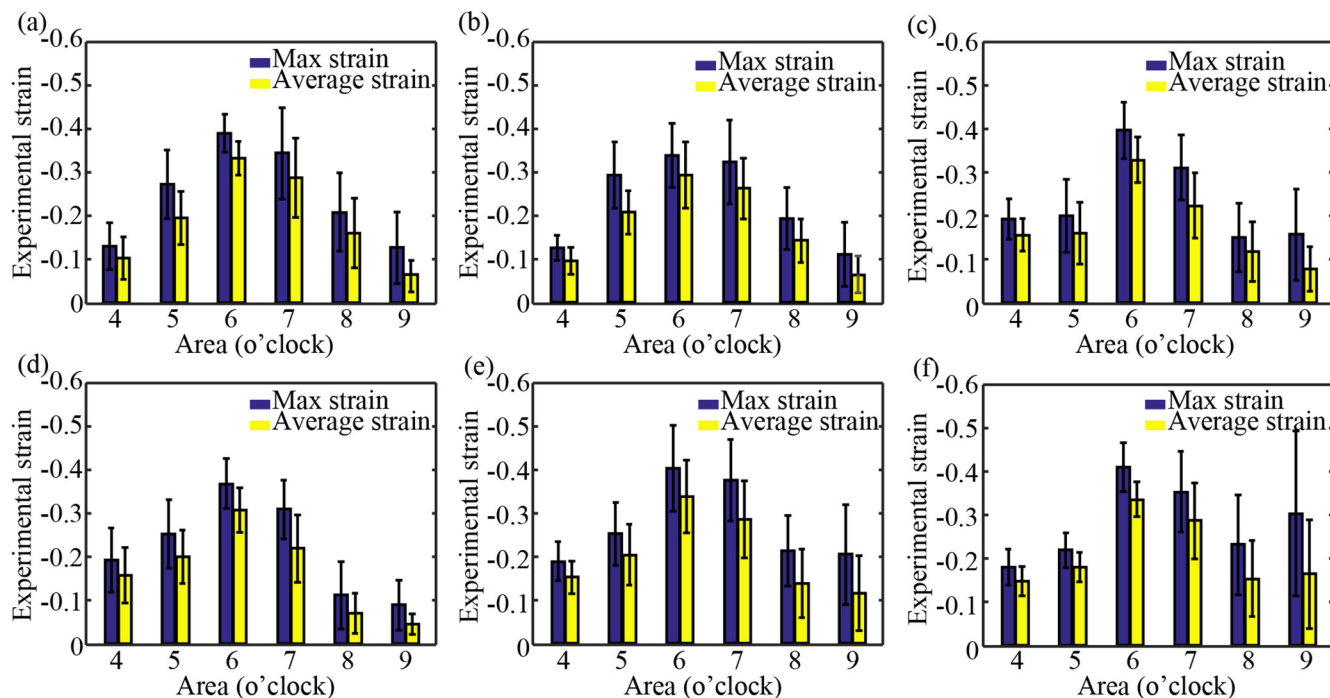 (a)
-0.6
-0.5
-0.4
-0.3
-0.2
-0.1
0
Experimental strain
Max strain
Average strain
4 5 6 7 8 9
Area (o’clock)
(b)
-0.6
-0.5
-0.4
-0.3
-0.2
-0.1
0
Experimental strain
Max strain
Average strain
4 5 6 7 8 9
Area (o’clock)
(c)
-0.6
-0.5
-0.4
-0.3
-0.2
-0.1
0
Experimental strain
Max strain
Average strain
4 5 6 7 8 9
Area (o’clock)
(d)
-0.6
-0.5
-0.4
-0.3
-0.2
-0.1
0
Experimental strain
Max strain
Average strain
4 5 6 7 8 9
Area (o’clock)
(e)
-0.6
-0.5
-0.4
-0.3
-0.2
-0.1
0
Experimental strain
Max strain
Average strain
4 5 6 7 8 9
Area (o’clock)
(f)
-0.6
-0.5
-0.4
-0.3
-0.2
-0.1
0
Experimental strain
Max strain
Average strain
4 5 6 7 8 9
Area (o’clock)